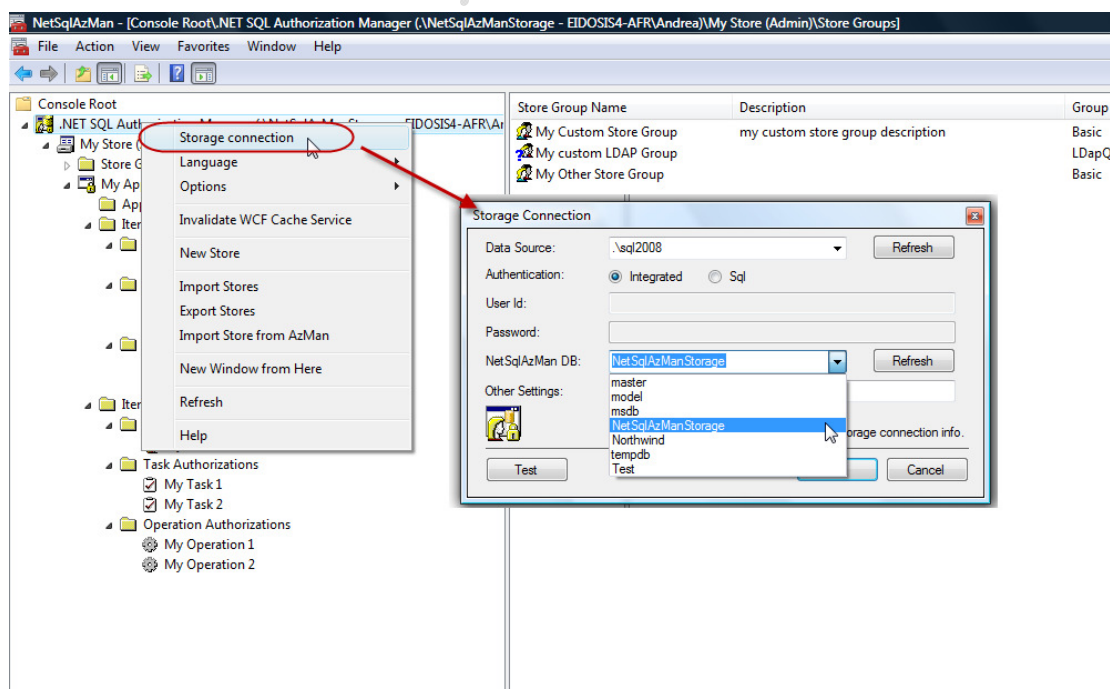 NetSqlAzMan - [Console Root\.NET SQL Authorization Manager (.\NetSqlAzManStorage - EIDOSIS4-AFR\Andrea)\My Store (Admin)\Store Groups]
File Action View Favorites Window Help
Console Root
.NET SQL
EIDOSIS4-AFR\An
My Store (
Store G
My Ap
App
Iter
Iter
Task Authorizations
My Task 1
My Task 2
Operation Authorizations
My Operation 1
My Operation 2
Storage connection
Language
Options
Invalidate WCF Cache Service
New Store
Import Stores
Export Stores
Import Store from AzMan
New Window from Here
Refresh
Help
Store Group Name Description Group
My Custom Store Group my custom store group description Basic
My custom LDAP Group LDapQ
My Other Store Group Basic
Storage Connection
Data Source: .\sql2008 Refresh
Authentication: Integrated Sql
User Id:
Password:
NetSqlAzMan DB: NetSqlAzManStorage Refresh
Other Settings:
master
model
msdb
NetSqlAzManStorage
Northwind
tempdb
Test
orage connection info.
Test Cancel